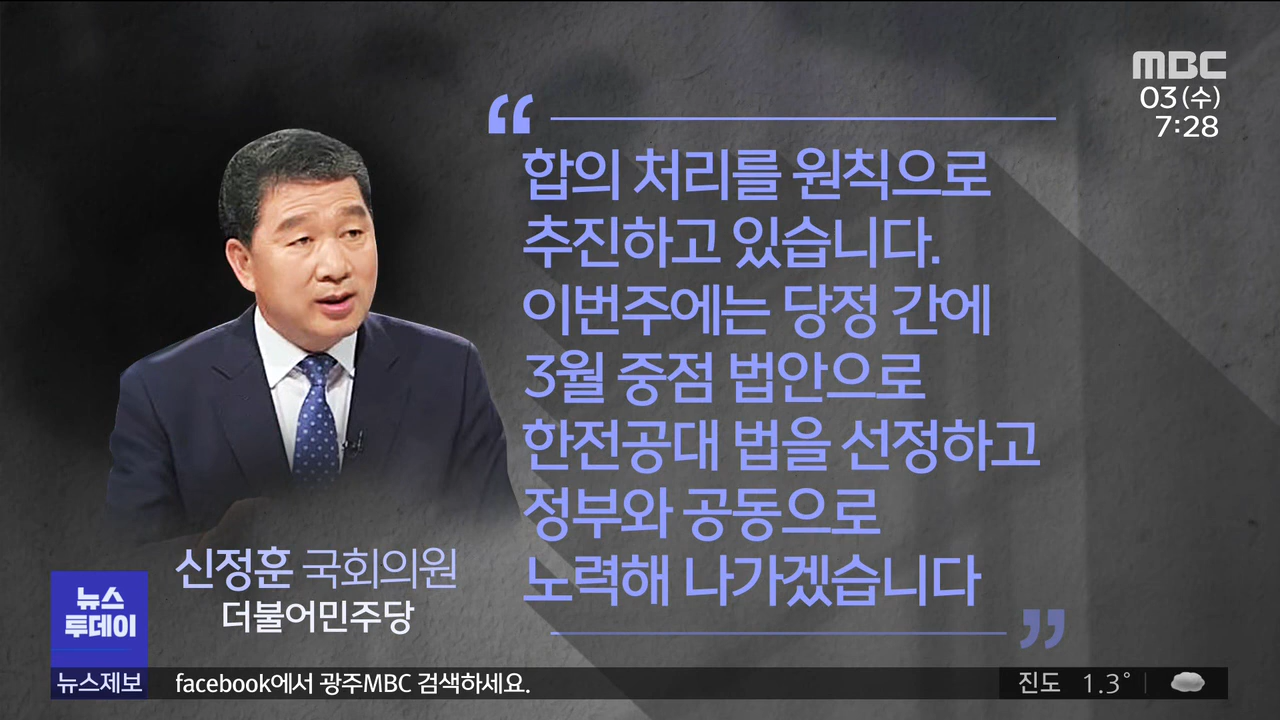 MBC
03(수)
7:28
“
합의 처리를 원칙으로
추진하고 있습니다.
이번주에는 당정 간에
3월 중점 법안으로
한전공대 법을 선정하고
정부와 공동으로
노력해 나가겠습니다
”
신정훈 국회의원
더불어민주당
뉴스
투데이
뉴스제보 facebook에서 광주MBC 검색하세요.
진도 1.3°